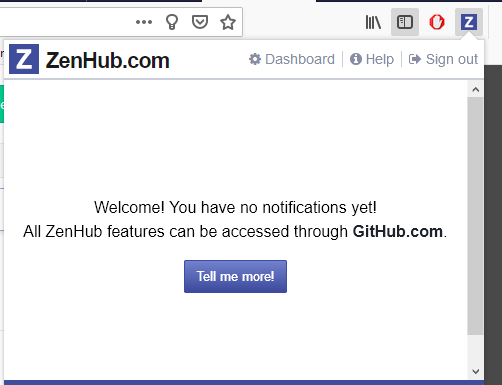 Z ZenHub.com Dashboard Help Sign out
Welcome! You have no notifications yet!
All ZenHub features can be accessed through GitHub.com.
Tell me more!